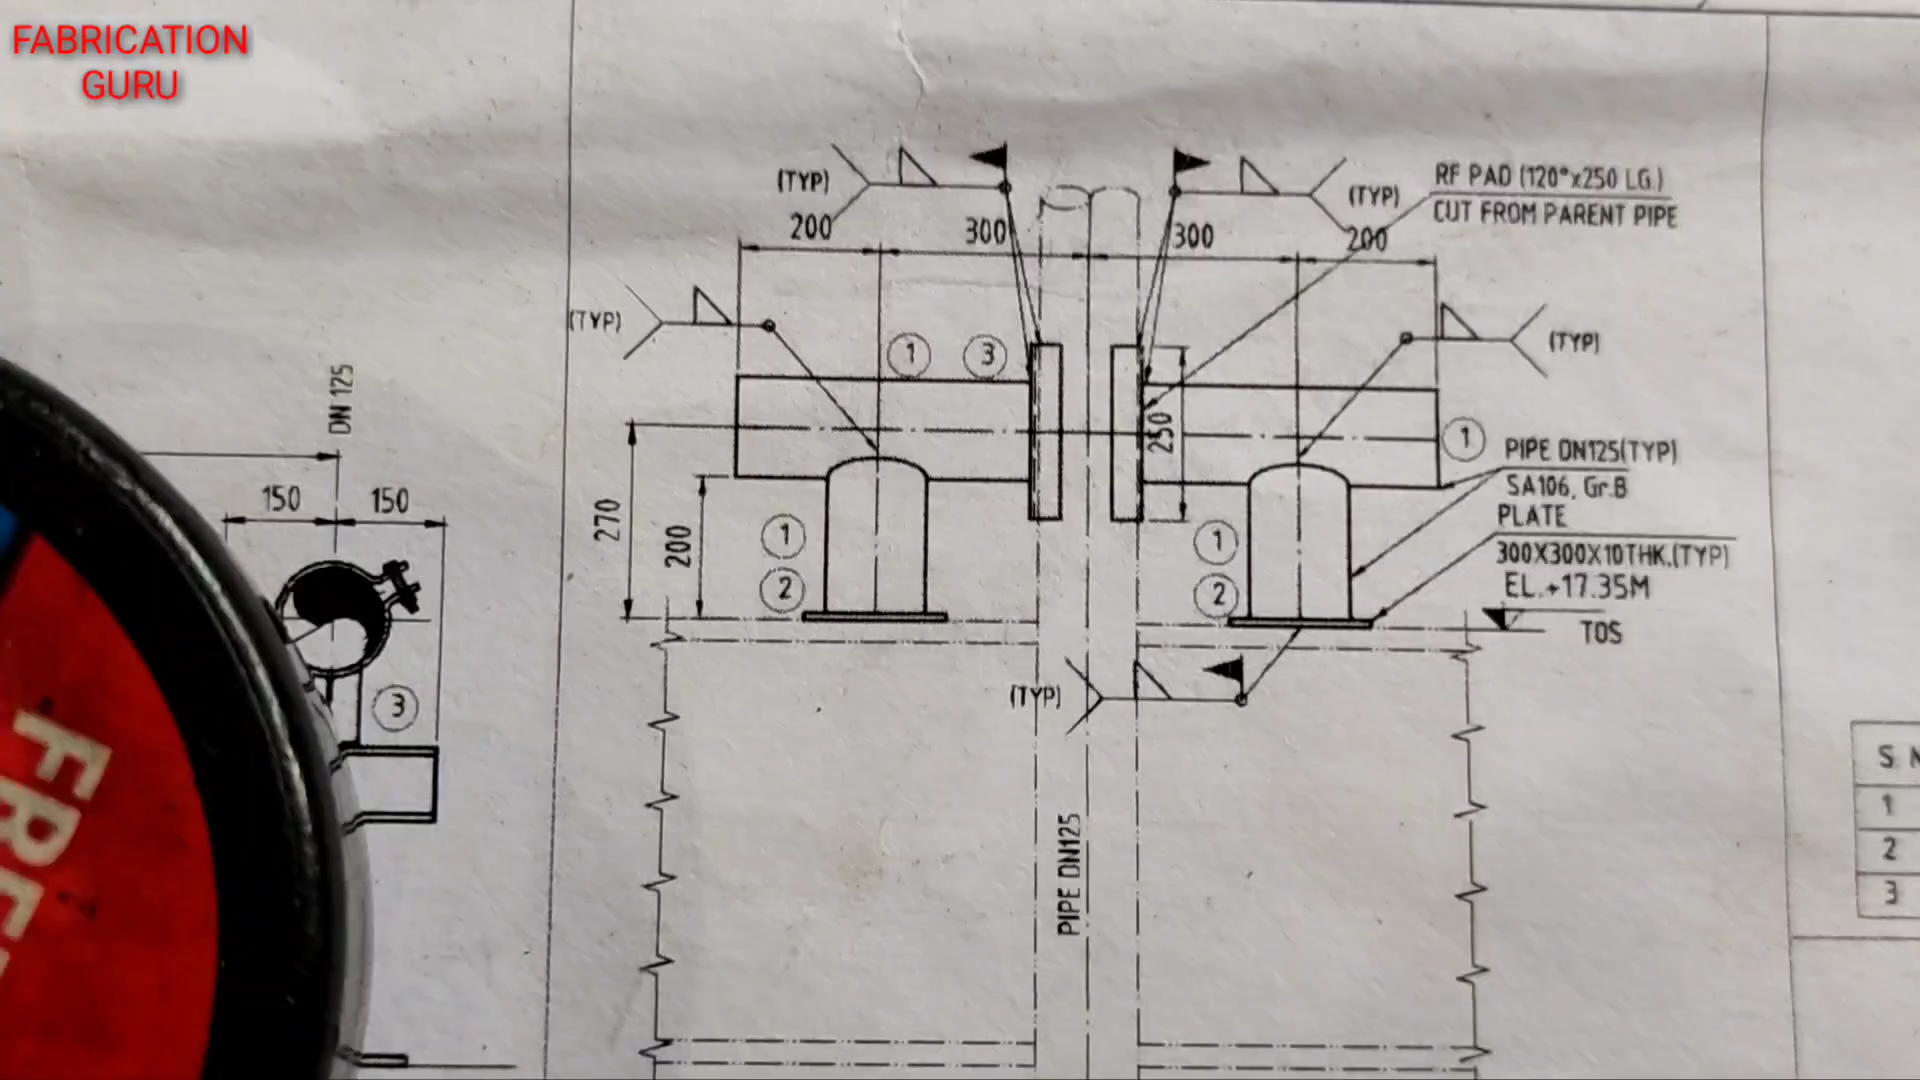 FABRICATION
GURU
(TYP)
(TYP)
RF PAD (120°x250 LG.)
CUT FROM PARENT PIPE
200
300
300
200
(TYP)
(TYP)
1
3
DN 125
250
1
PIPE DN125(TYP)
SA106, Gr.B
PLATE
300X300X10THK.(TYP)
EL.+17.35M
TOS
150
150
270
200
1
2
1
2
(TYP)
3
PIPE DN125
S
1
2
3